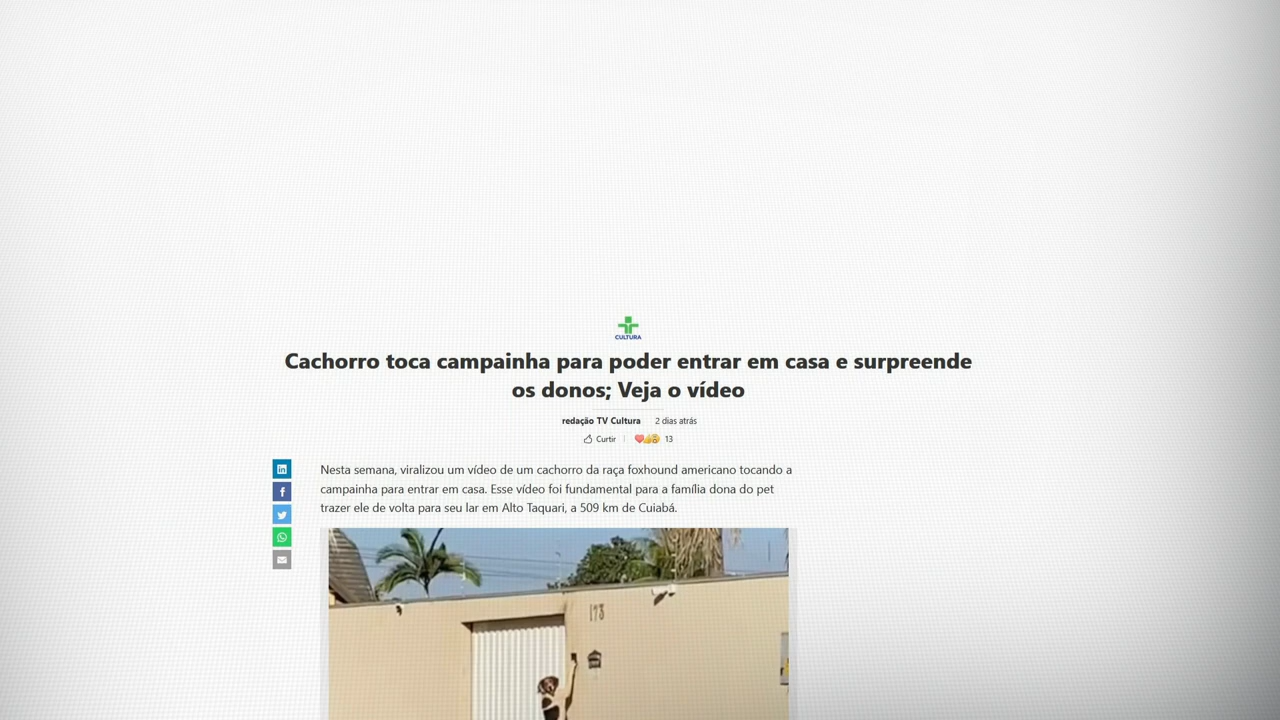 CULTURA
Cachorro toca campainha para poder entrar em casa e surpreende
os donos; Veja o vídeo
redação TV Cultura 2 dias atrás
Curtir | 13
Nesta semana, viralizou um vídeo de um cachorro da raça foxhound americano tocando a
campainha para entrar em casa. Esse vídeo foi fundamental para a família dona do pet
trazer ele de volta para seu lar em Alto Taquari, a 509 km de Cuiabá.
193